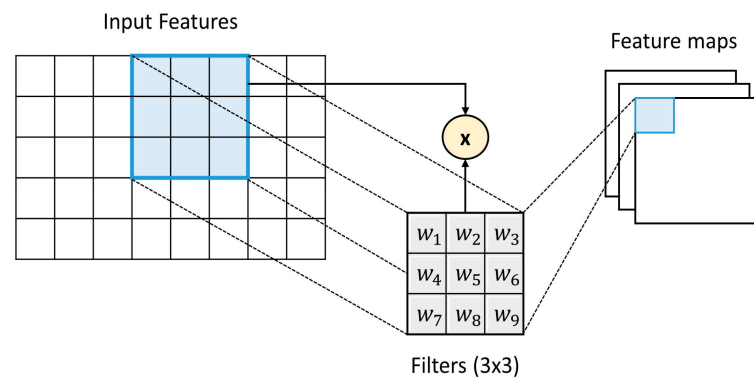 Input Features
Feature maps
x
w₁ w₂ w₃
w₄ w₅ w₆
w₇ w₈ w₉
Filters (3x3)